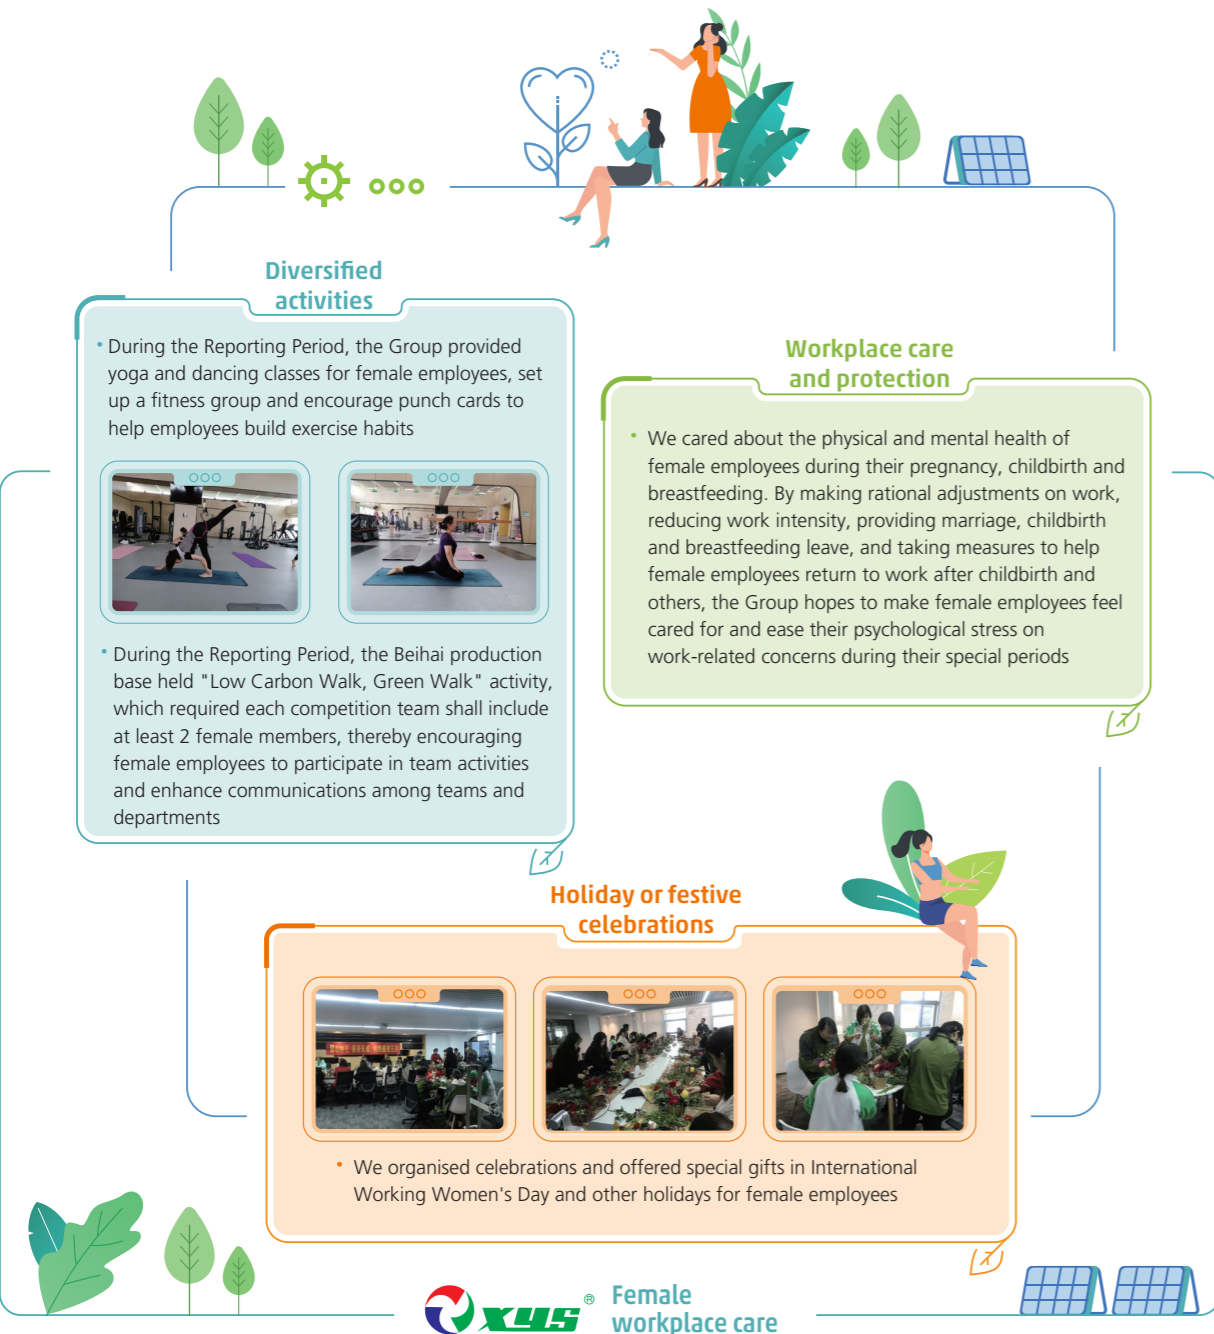 Diversified
activities
• During the Reporting Period, the Group provided
yoga and dancing classes for female employees, set
up a fitness group and encourage punch cards to
help employees build exercise habits
• During the Reporting Period, the Beihai production
base held "Low Carbon Walk, Green Walk" activity,
which required each competition team shall include
at least 2 female members, thereby encouraging
female employees to participate in team activities
and enhance communications among teams and
departments
Workplace care
and protection
• We cared about the physical and mental health of
female employees during their pregnancy, childbirth and
breastfeeding. By making rational adjustments on work,
reducing work intensity, providing marriage, childbirth
and breastfeeding leave, and taking measures to help
female employees return to work after childbirth and
others, the Group hopes to make female employees feel
cared for and ease their psychological stress on
work-related concerns during their special periods
Holiday or festive
celebrations
• We organised celebrations and offered special gifts in International
Working Women's Day and other holidays for female employees
XYS ®
Female
workplace care